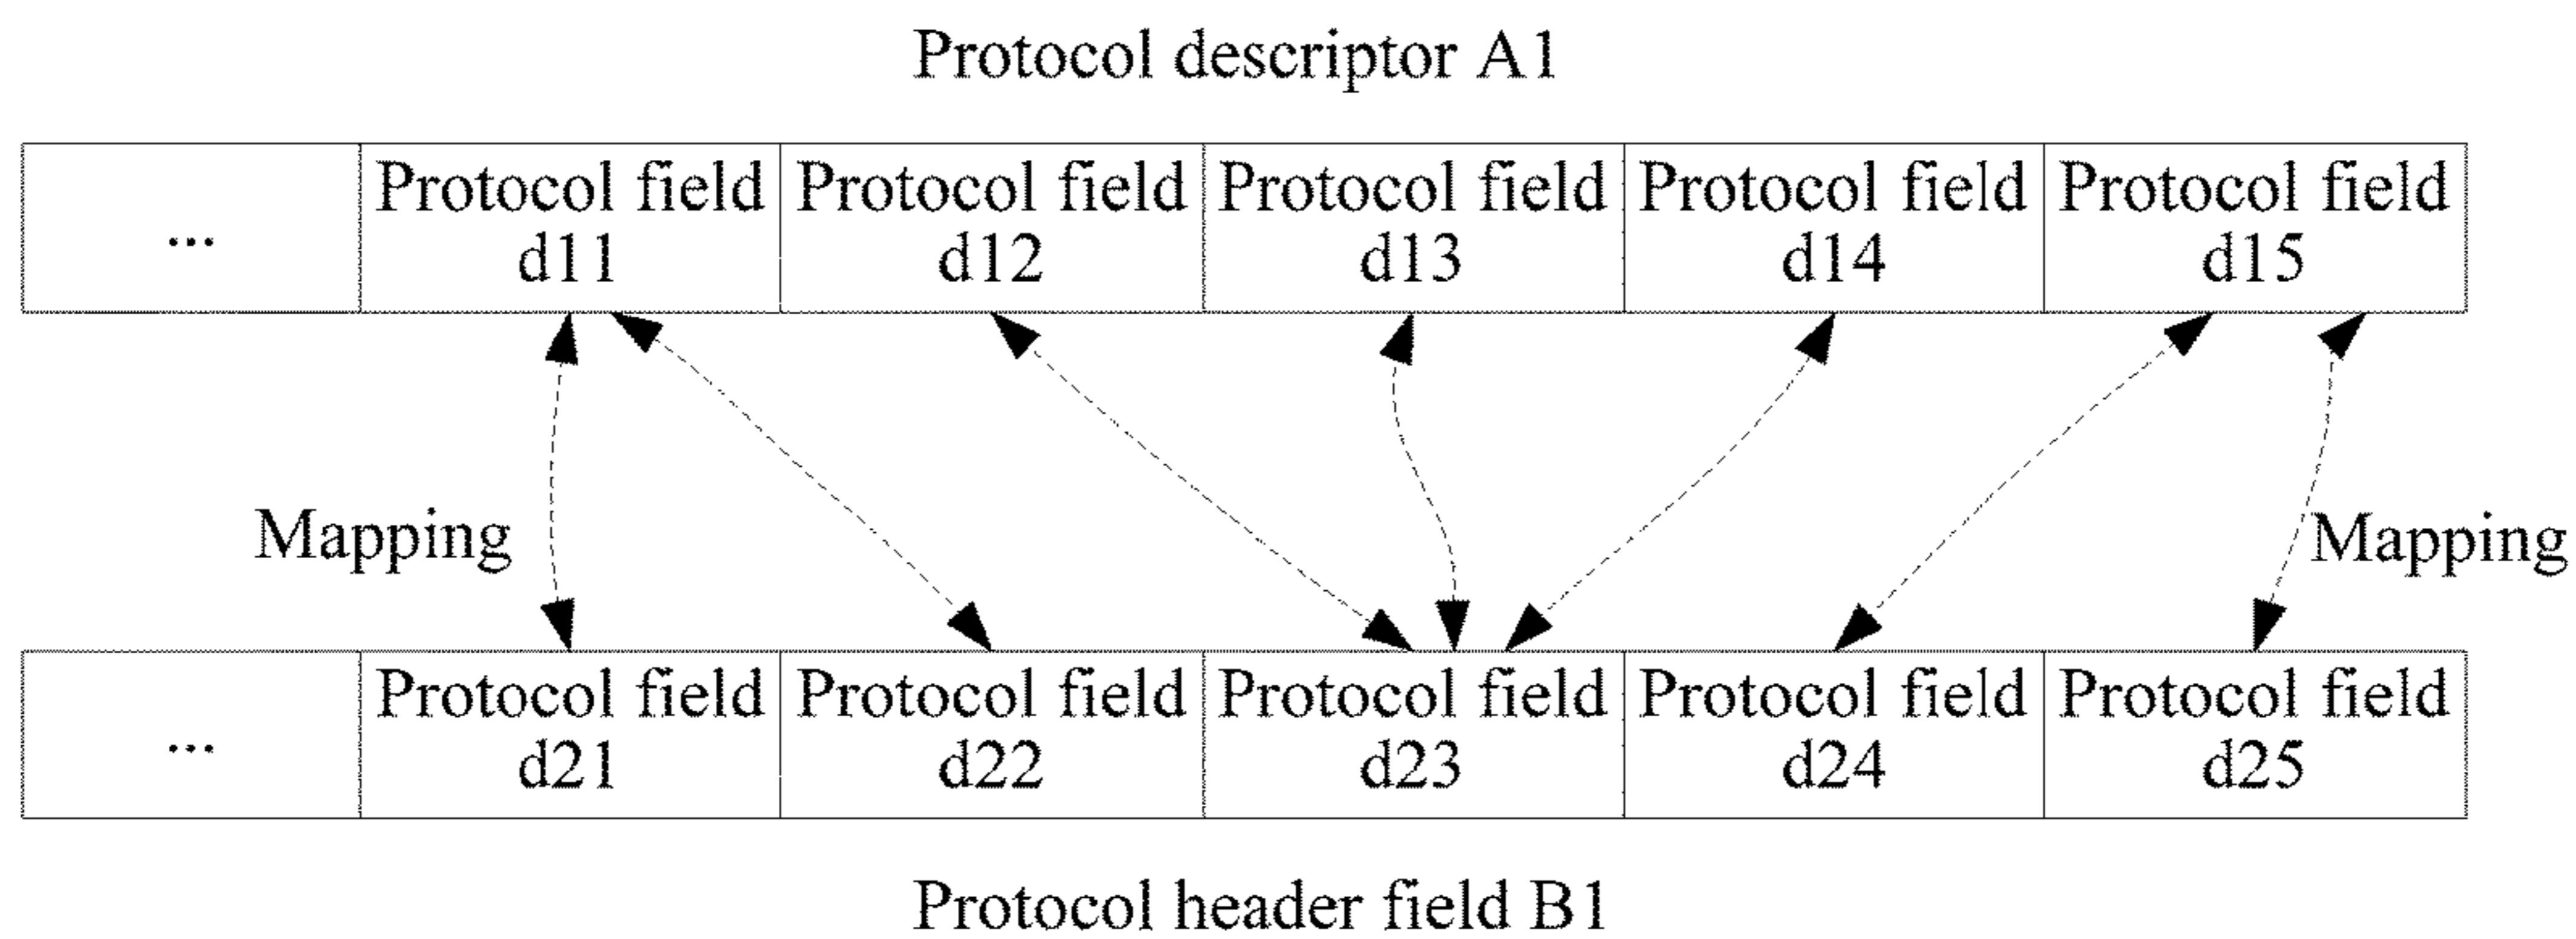 Protocol descriptor A1
...
Protocol field
d11
Protocol field
d12
Protocol field
d13
Protocol field
d14
Protocol field
d15
Mapping
Mapping
...
Protocol field
d21
Protocol field
d22
Protocol field
d23
Protocol field
d24
Protocol field
d25
Protocol header field B1